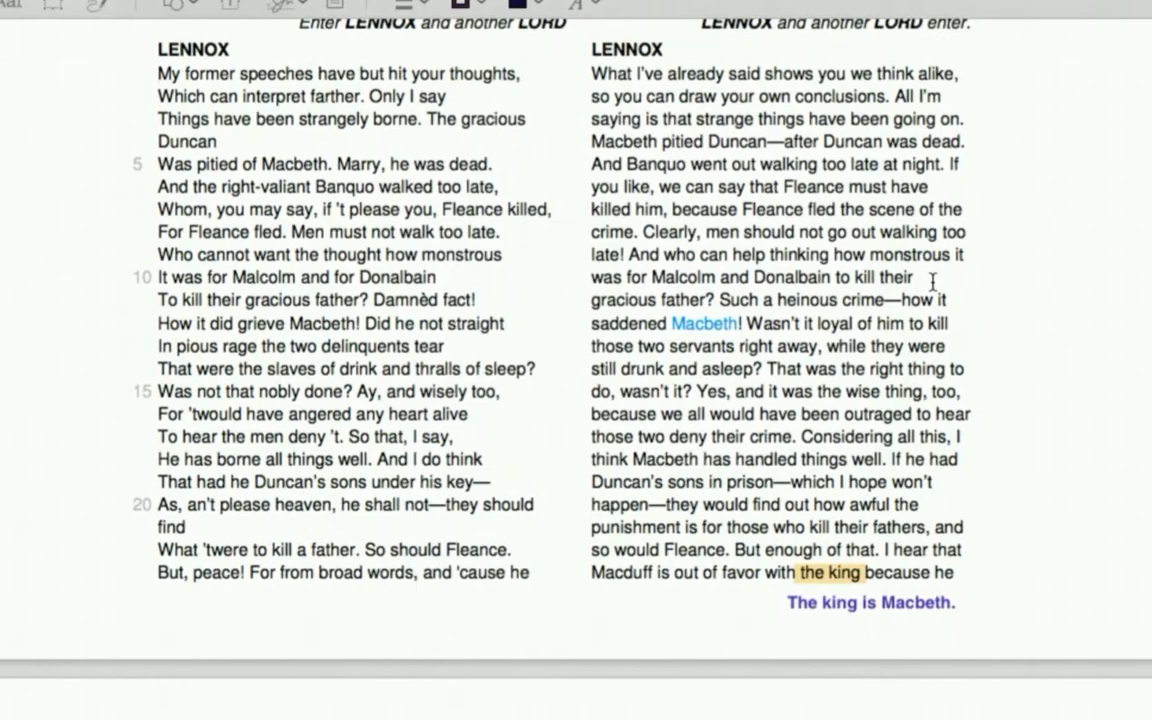 Enter LENNOX and another LORD
LENNOX
My former speeches have but hit your thoughts,
Which can interpret farther. Only I say
Things have been strangely borne. The gracious
Duncan
5 Was pitied of Macbeth. Marry, he was dead.
And the right-valiant Banquo walked too late,
Whom, you may say, if 't please you, Fleance killed,
For Fleance fled. Men must not walk too late.
Who cannot want the thought how monstrous
10 It was for Malcolm and for Donalbain
To kill their gracious father? Damnèd fact!
How it did grieve Macbeth! Did he not straight
In pious rage the two delinquents tear
That were the slaves of drink and thralls of sleep?
15 Was not that nobly done? Ay, and wisely too,
For 'twould have angered any heart alive
To hear the men deny 't. So that, I say,
He has borne all things well. And I do think
That had he Duncan's sons under his key—
20 As, an't please heaven, he shall not—they should
find
What 'twere to kill a father. So should Fleance.
But, peace! For from broad words, and 'cause he
LENNOX and another LORD enter.
LENNOX
What I've already said shows you we think alike,
so you can draw your own conclusions. All I'm
saying is that strange things have been going on.
Macbeth pitied Duncan—after Duncan was dead.
And Banquo went out walking too late at night. If
you like, we can say that Fleance must have
killed him, because Fleance fled the scene of the
crime. Clearly, men should not go out walking too
late! And who can help thinking how monstrous it
was for Malcolm and Donalbain to kill their
gracious father? Such a heinous crime—how it
saddened Macbeth! Wasn't it loyal of him to kill
those two servants right away, while they were
still drunk and asleep? That was the right thing to
do, wasn't it? Yes, and it was the wise thing, too,
because we all would have been outraged to hear
those two deny their crime. Considering all this, I
think Macbeth has handled things well. If he had
Duncan's sons in prison—which I hope won't
happen—they would find out how awful the
punishment is for those who kill their fathers, and
so would Fleance. But enough of that. I hear that
Macduff is out of favor with the king because he
The king is Macbeth.